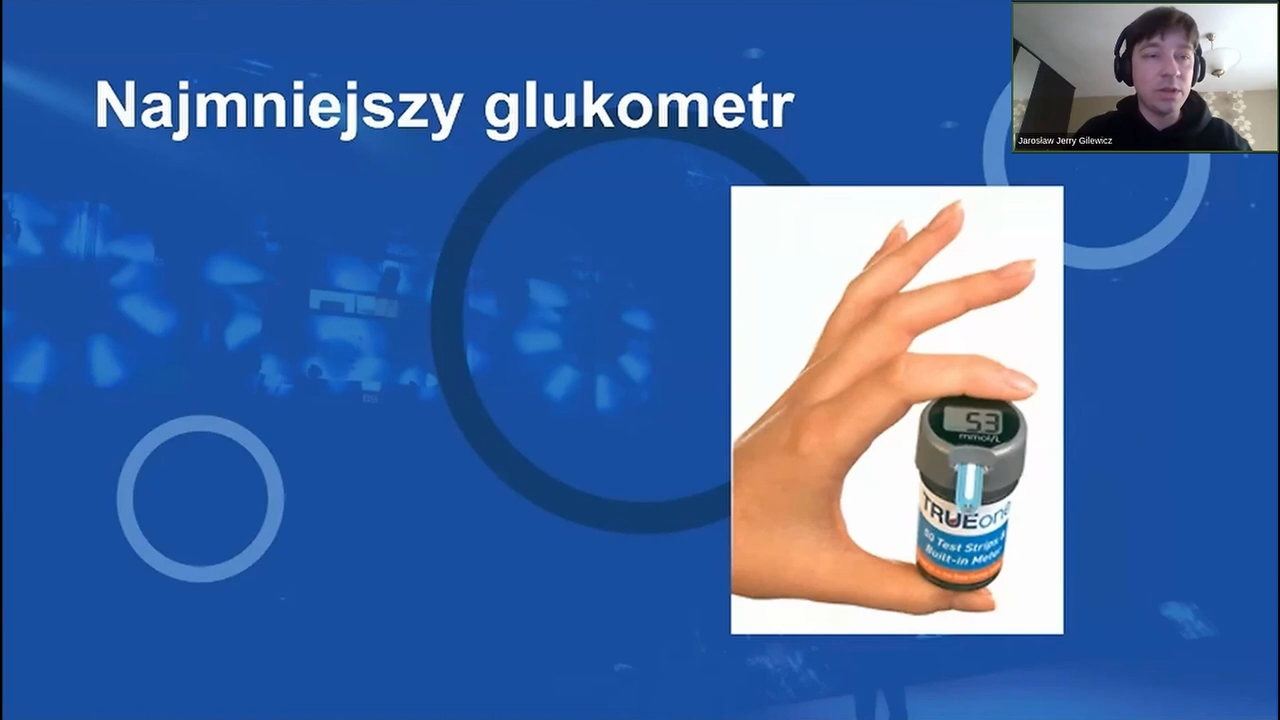 Najmniejszy glukometr
Jarosław Jerry Gilewicz
53
mmol/L
TRUEone
50 Test Strips &
Built-in Meter